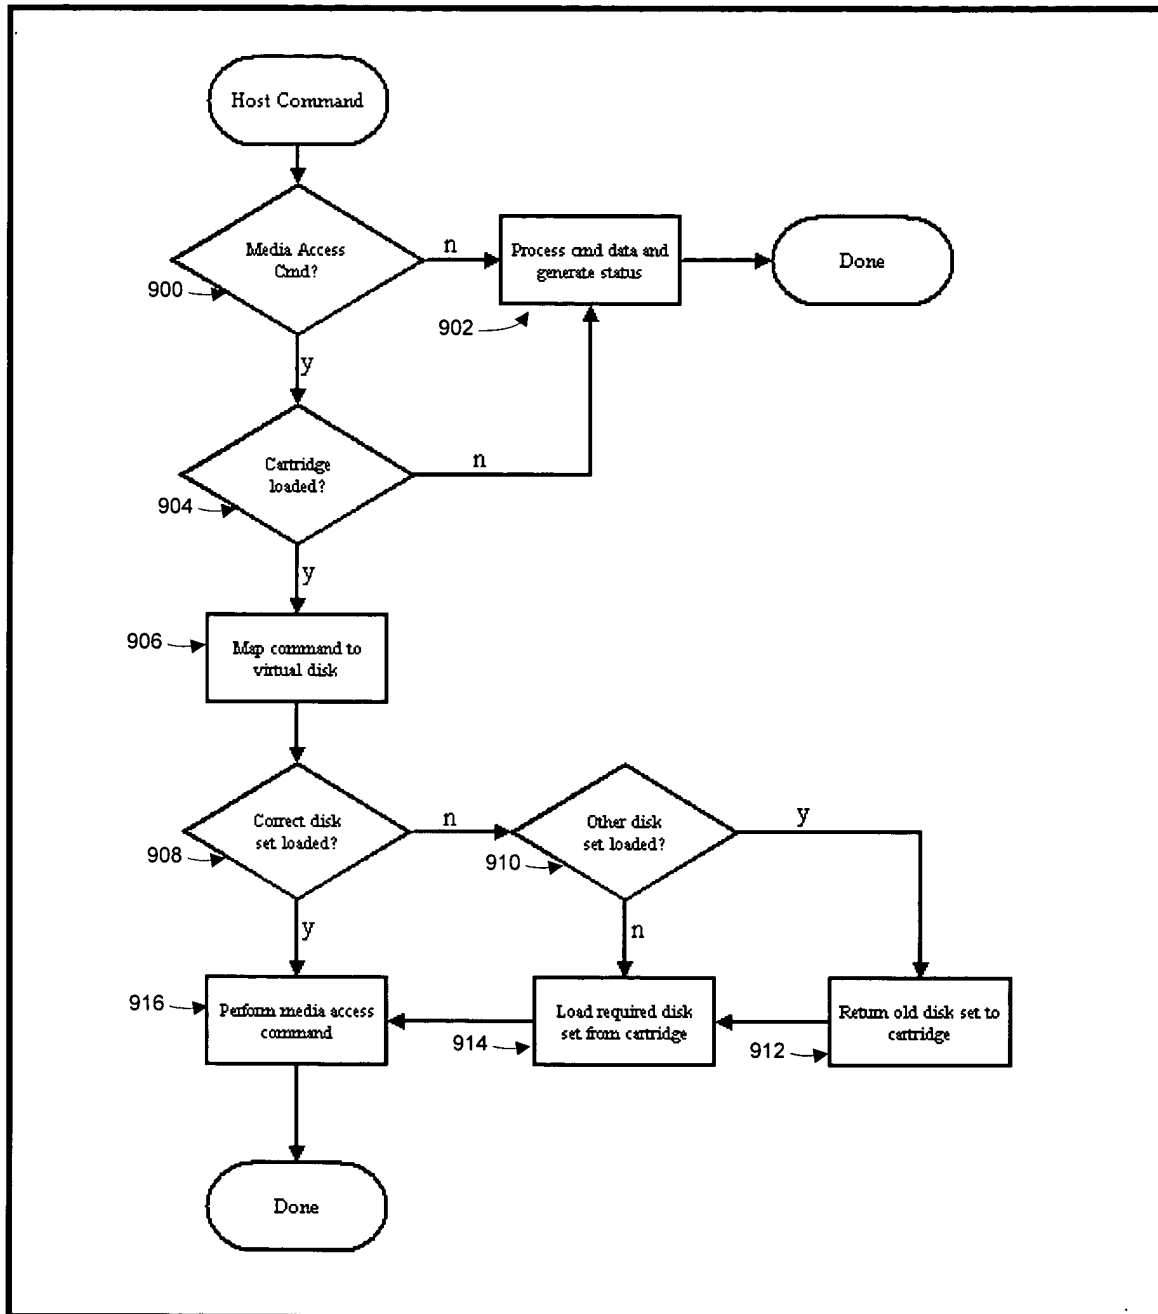 Host Command
Media Access
Cmd?
900
n
Process cmd data and
generate status
902
Done
y
Cartridge
loaded?
904
n
y
906
Map command to
virtual disk
Correct disk
set loaded?
908
n
Other disk
set loaded?
910
y
y
n
916
Perform media access
command
Load required disk
set from cartridge
914
Return old disk set to
cartridge
912
Done